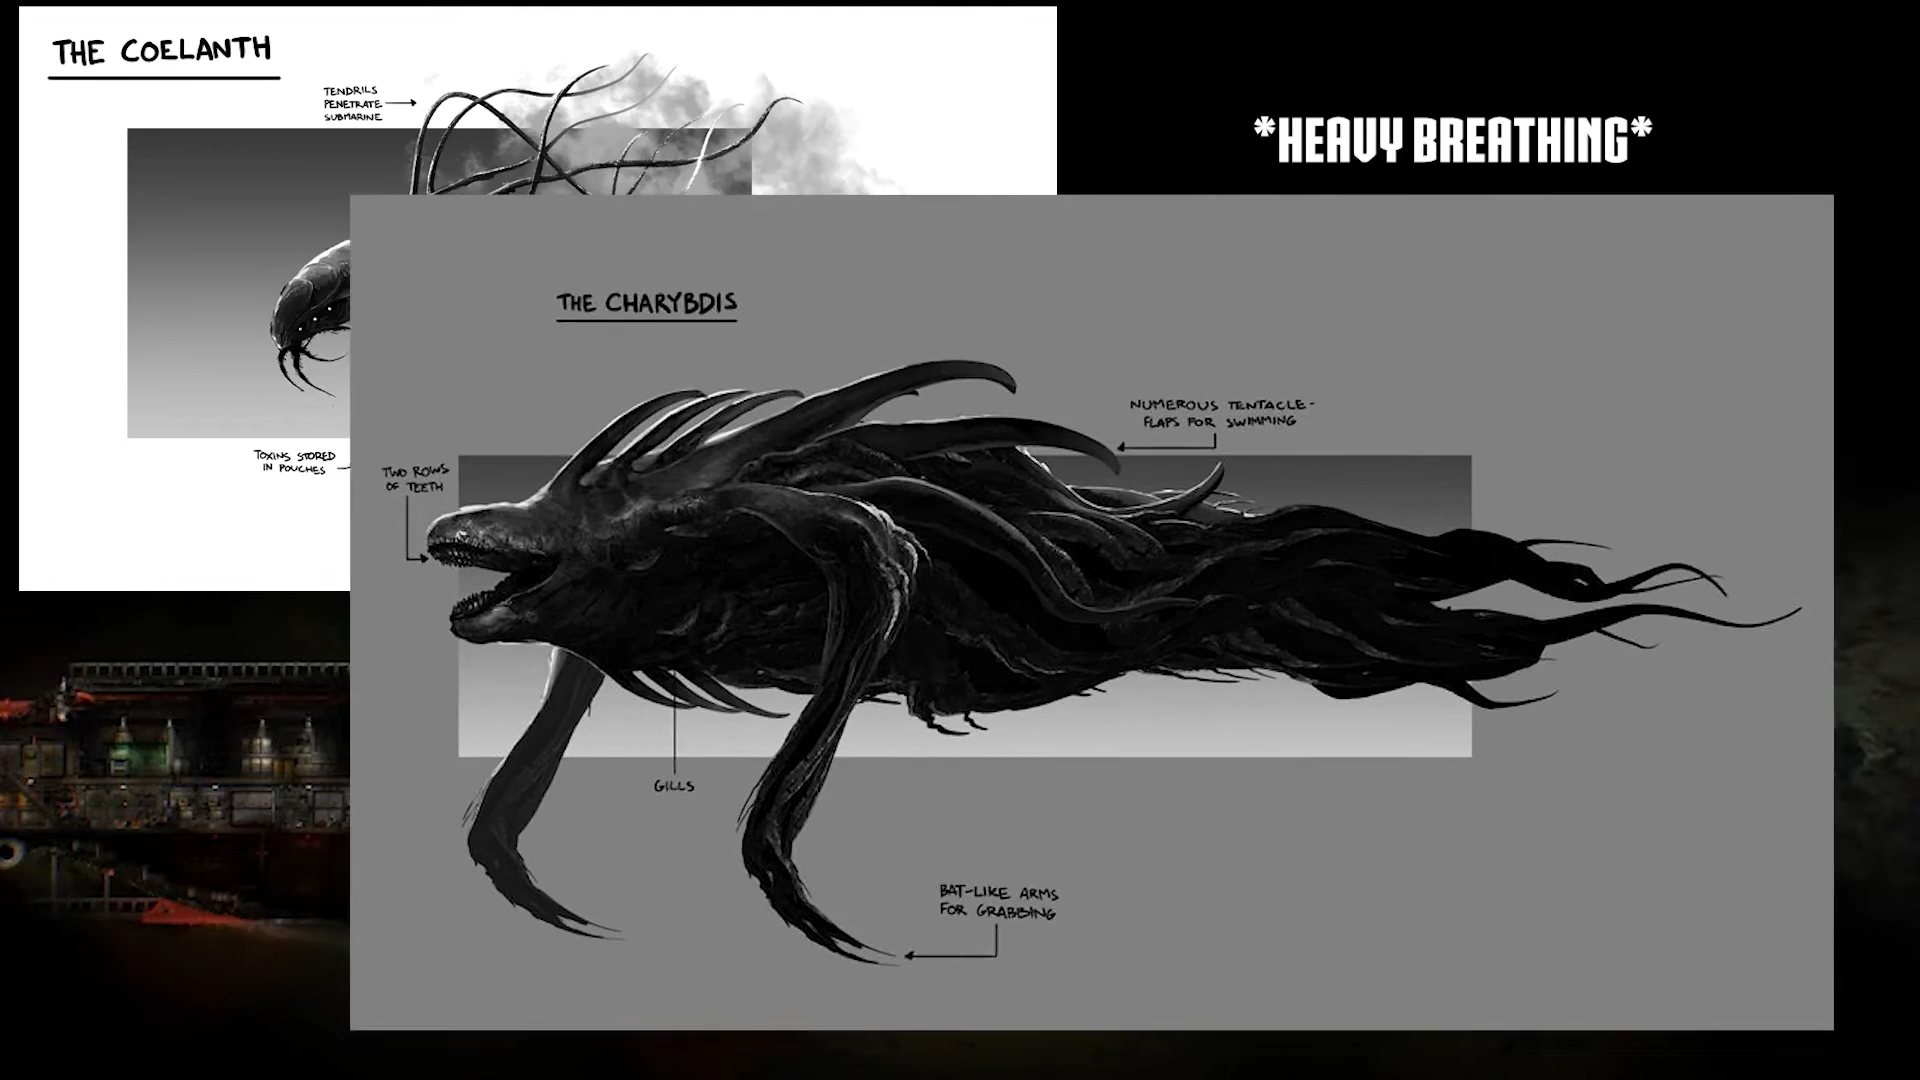 THE COELANTH
TENDRILS
PENETRATE
SUBMARINE
*HEAVY BREATHING*
THE CHARYBDIS
NUMEROUS TENTACLE-
FLAPS FOR SWIMMING
TOXINS STORED
IN POUCHES
TWO ROWS
OF TEETH
GILLS
BAT-LIKE ARMS
FOR GRABBING